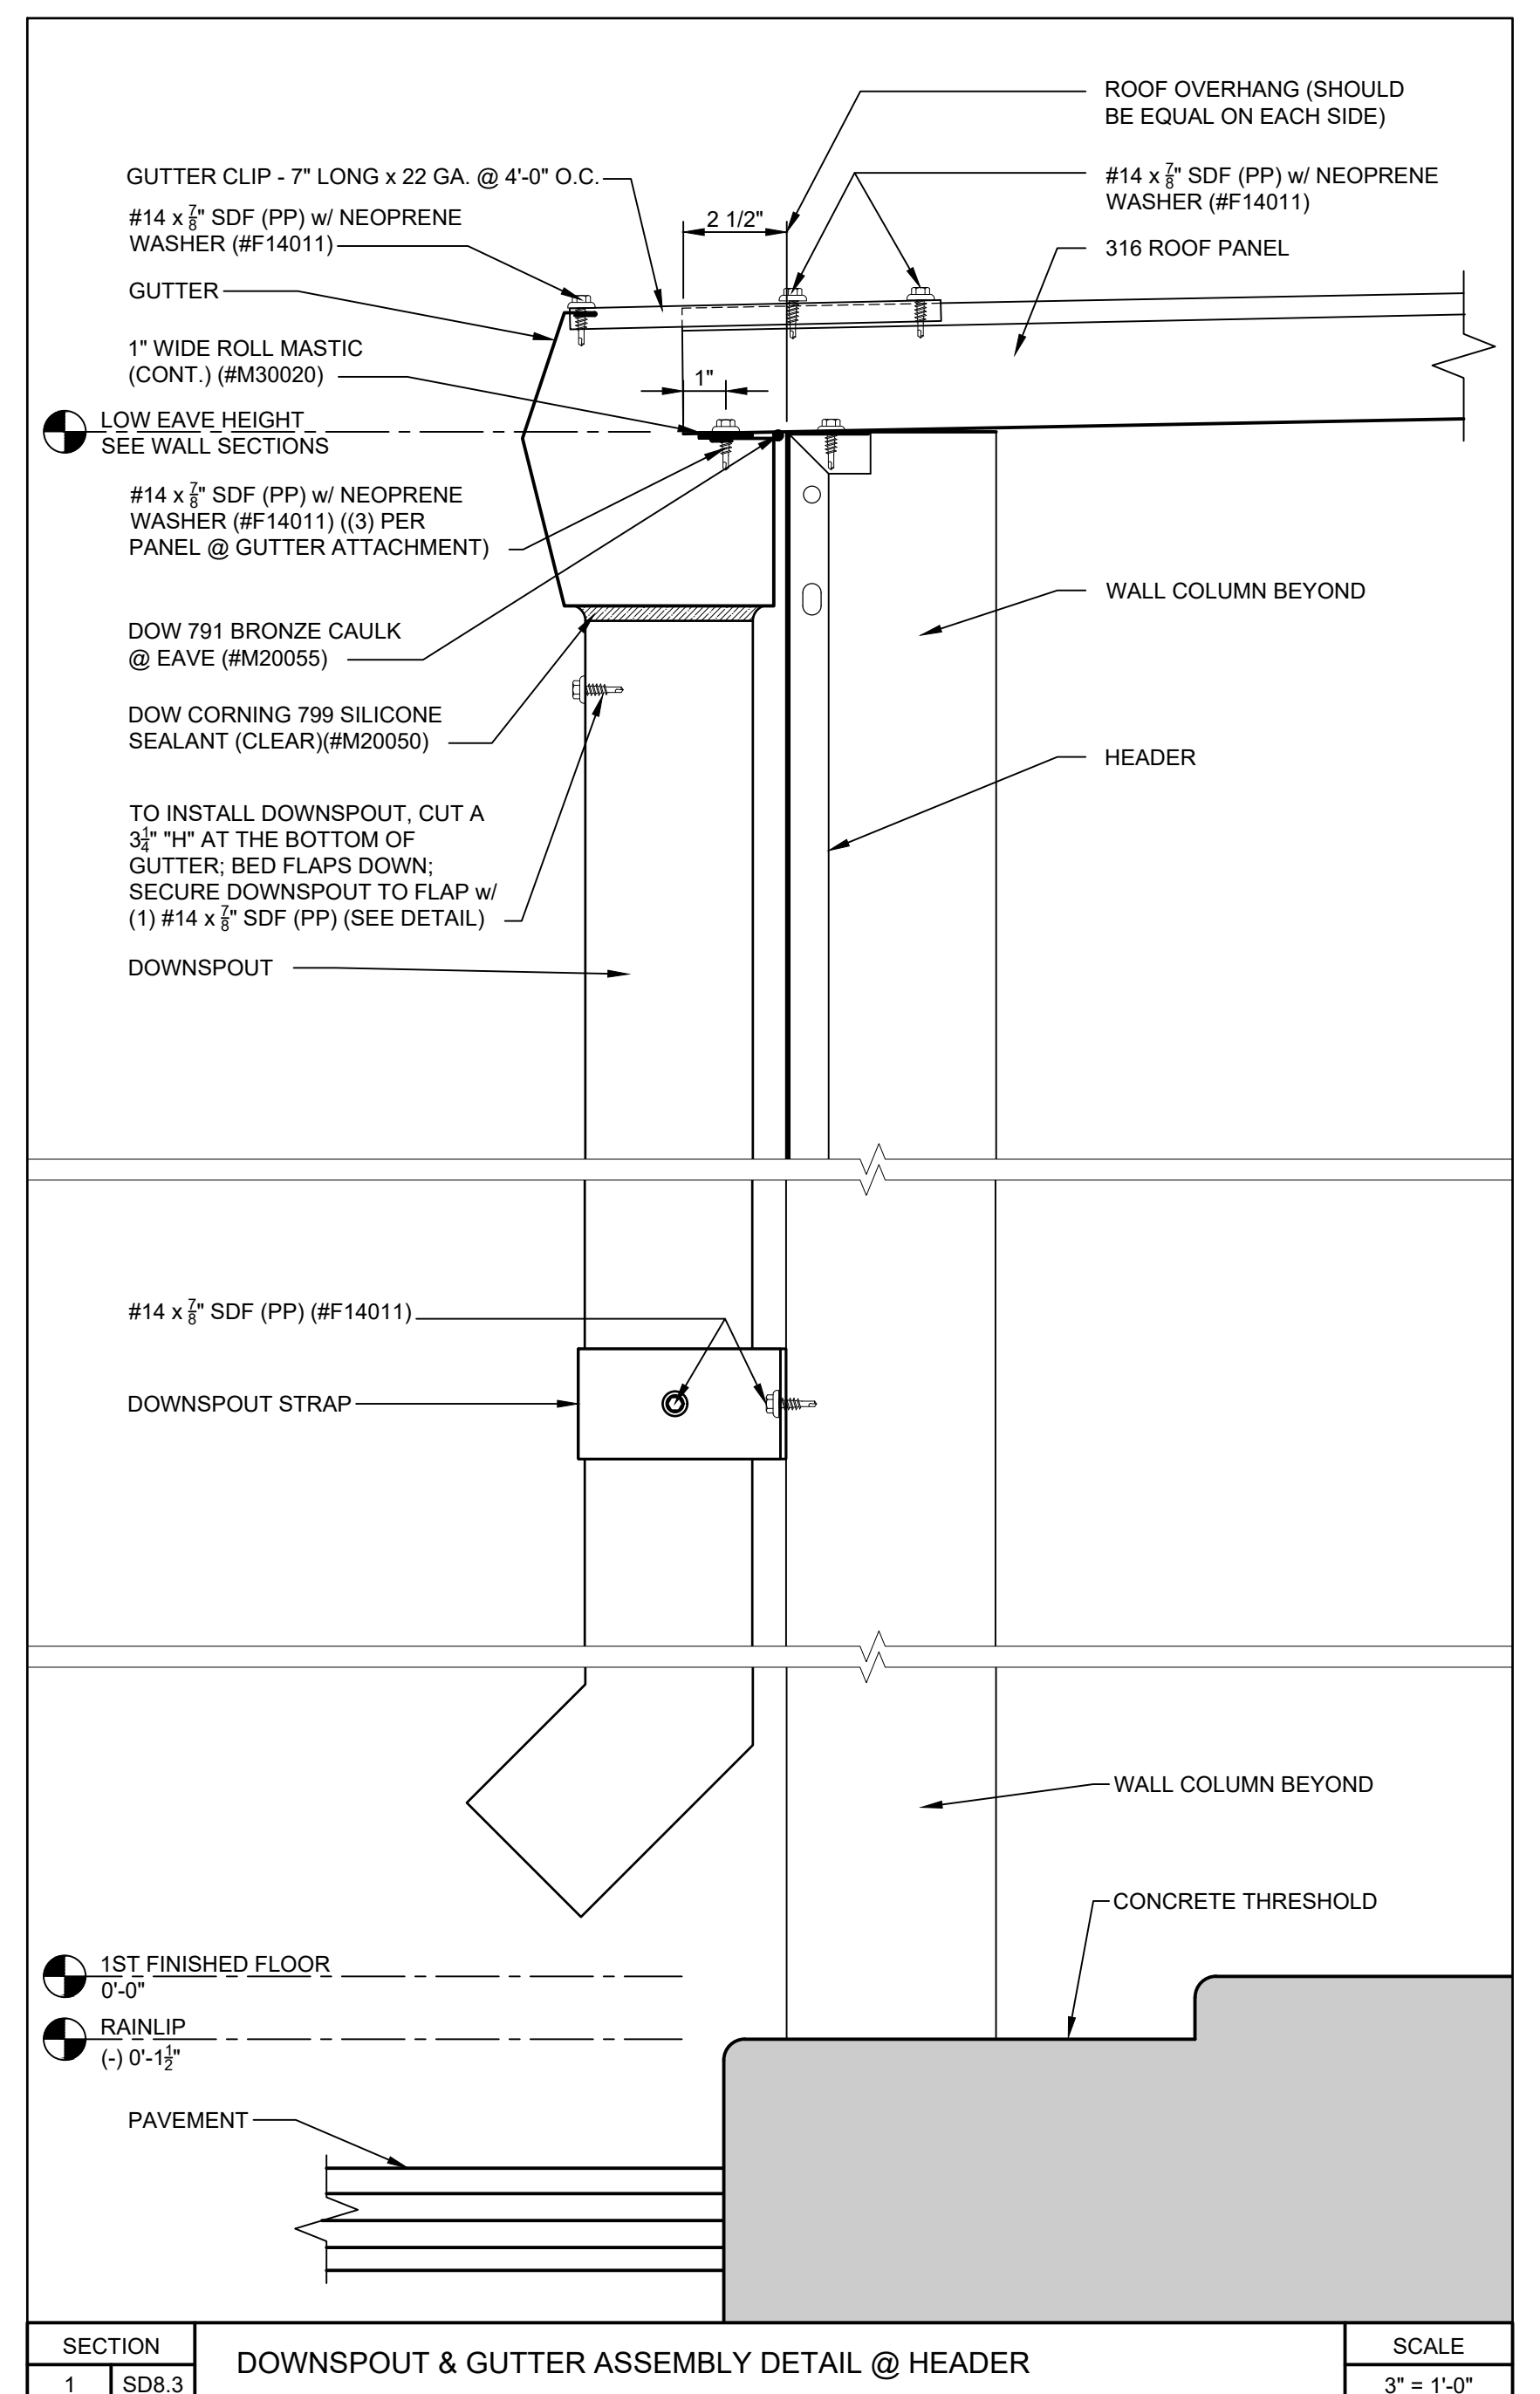 ROOF OVERHANG (SHOULD
BE EQUAL ON EACH SIDE)
GUTTER CLIP - 7" LONG x 22 GA. @ 4'-0" O.C.
#14 x 7/8" SDF (PP) w/ NEOPRENE
WASHER (#F14011)
#14 x 7/8" SDF (PP) w/ NEOPRENE
WASHER (#F14011)
2 1/2"
316 ROOF PANEL
GUTTER
1" WIDE ROLL MASTIC
(CONT.) (#M30020)
1"
LOW EAVE HEIGHT
SEE WALL SECTIONS
#14 x 7/8" SDF (PP) w/ NEOPRENE
WASHER (#F14011) ((3) PER
PANEL @ GUTTER ATTACHMENT)
WALL COLUMN BEYOND
DOW 791 BRONZE CAULK
@ EAVE (#M20055)
DOW CORNING 799 SILICONE
SEALANT (CLEAR)(#M20050)
HEADER
TO INSTALL DOWNSPOUT, CUT A
3 1/4" "H" AT THE BOTTOM OF
GUTTER; BED FLAPS DOWN;
SECURE DOWNSPOUT TO FLAP w/
(1) #14 x 7/8" SDF (PP) (SEE DETAIL)
DOWNSPOUT
#14 x 7/8" SDF (PP) (#F14011)
DOWNSPOUT STRAP
WALL COLUMN BEYOND
CONCRETE THRESHOLD
1ST FINISHED FLOOR
0'-0"
RAINLIP
(-) 0'-1 1/2"
PAVEMENT
SECTION
1 SD8.3
DOWNSPOUT & GUTTER ASSEMBLY DETAIL @ HEADER
SCALE
3" = 1'-0"